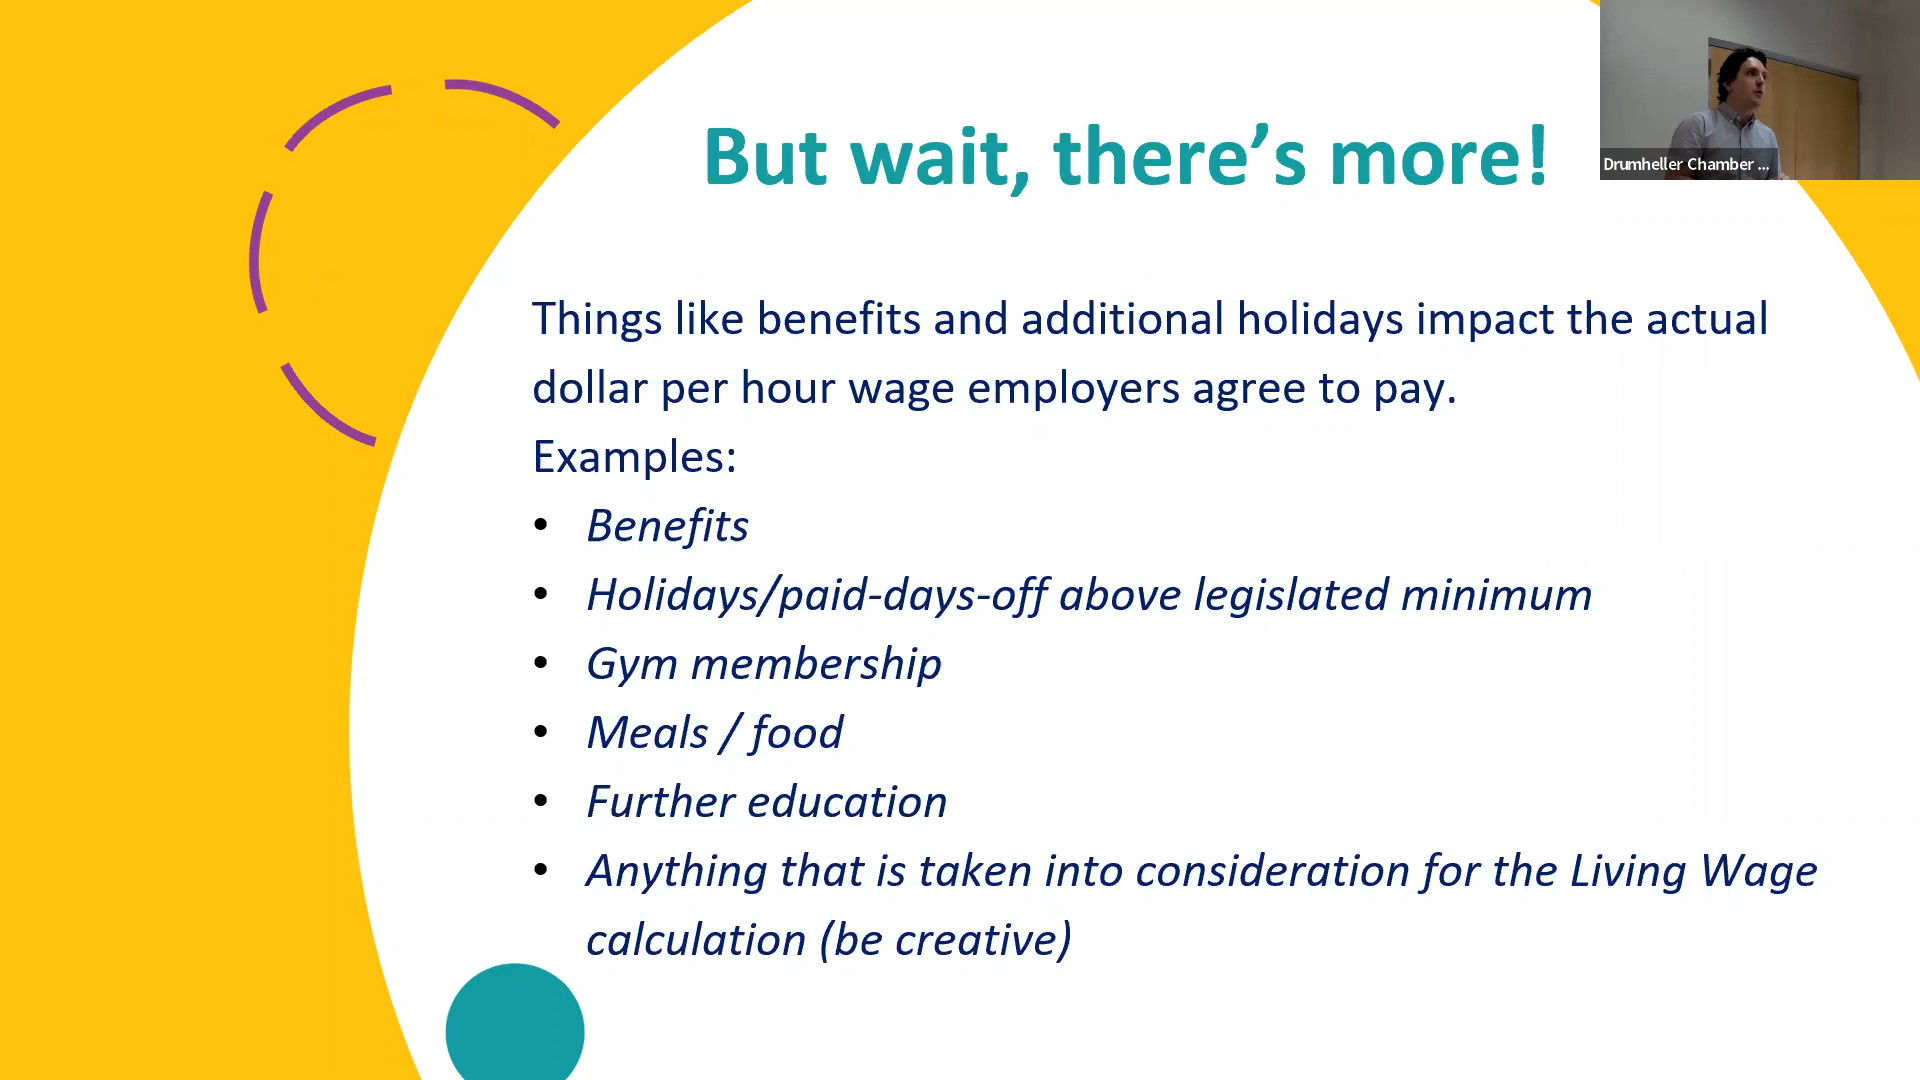 But wait, there’s more!
Drumheller Chamber ...
Things like benefits and additional holidays impact the actual
dollar per hour wage employers agree to pay.
Examples:
• Benefits
• Holidays/paid-days-off above legislated minimum
• Gym membership
• Meals / food
• Further education
• Anything that is taken into consideration for the Living Wage
calculation (be creative)